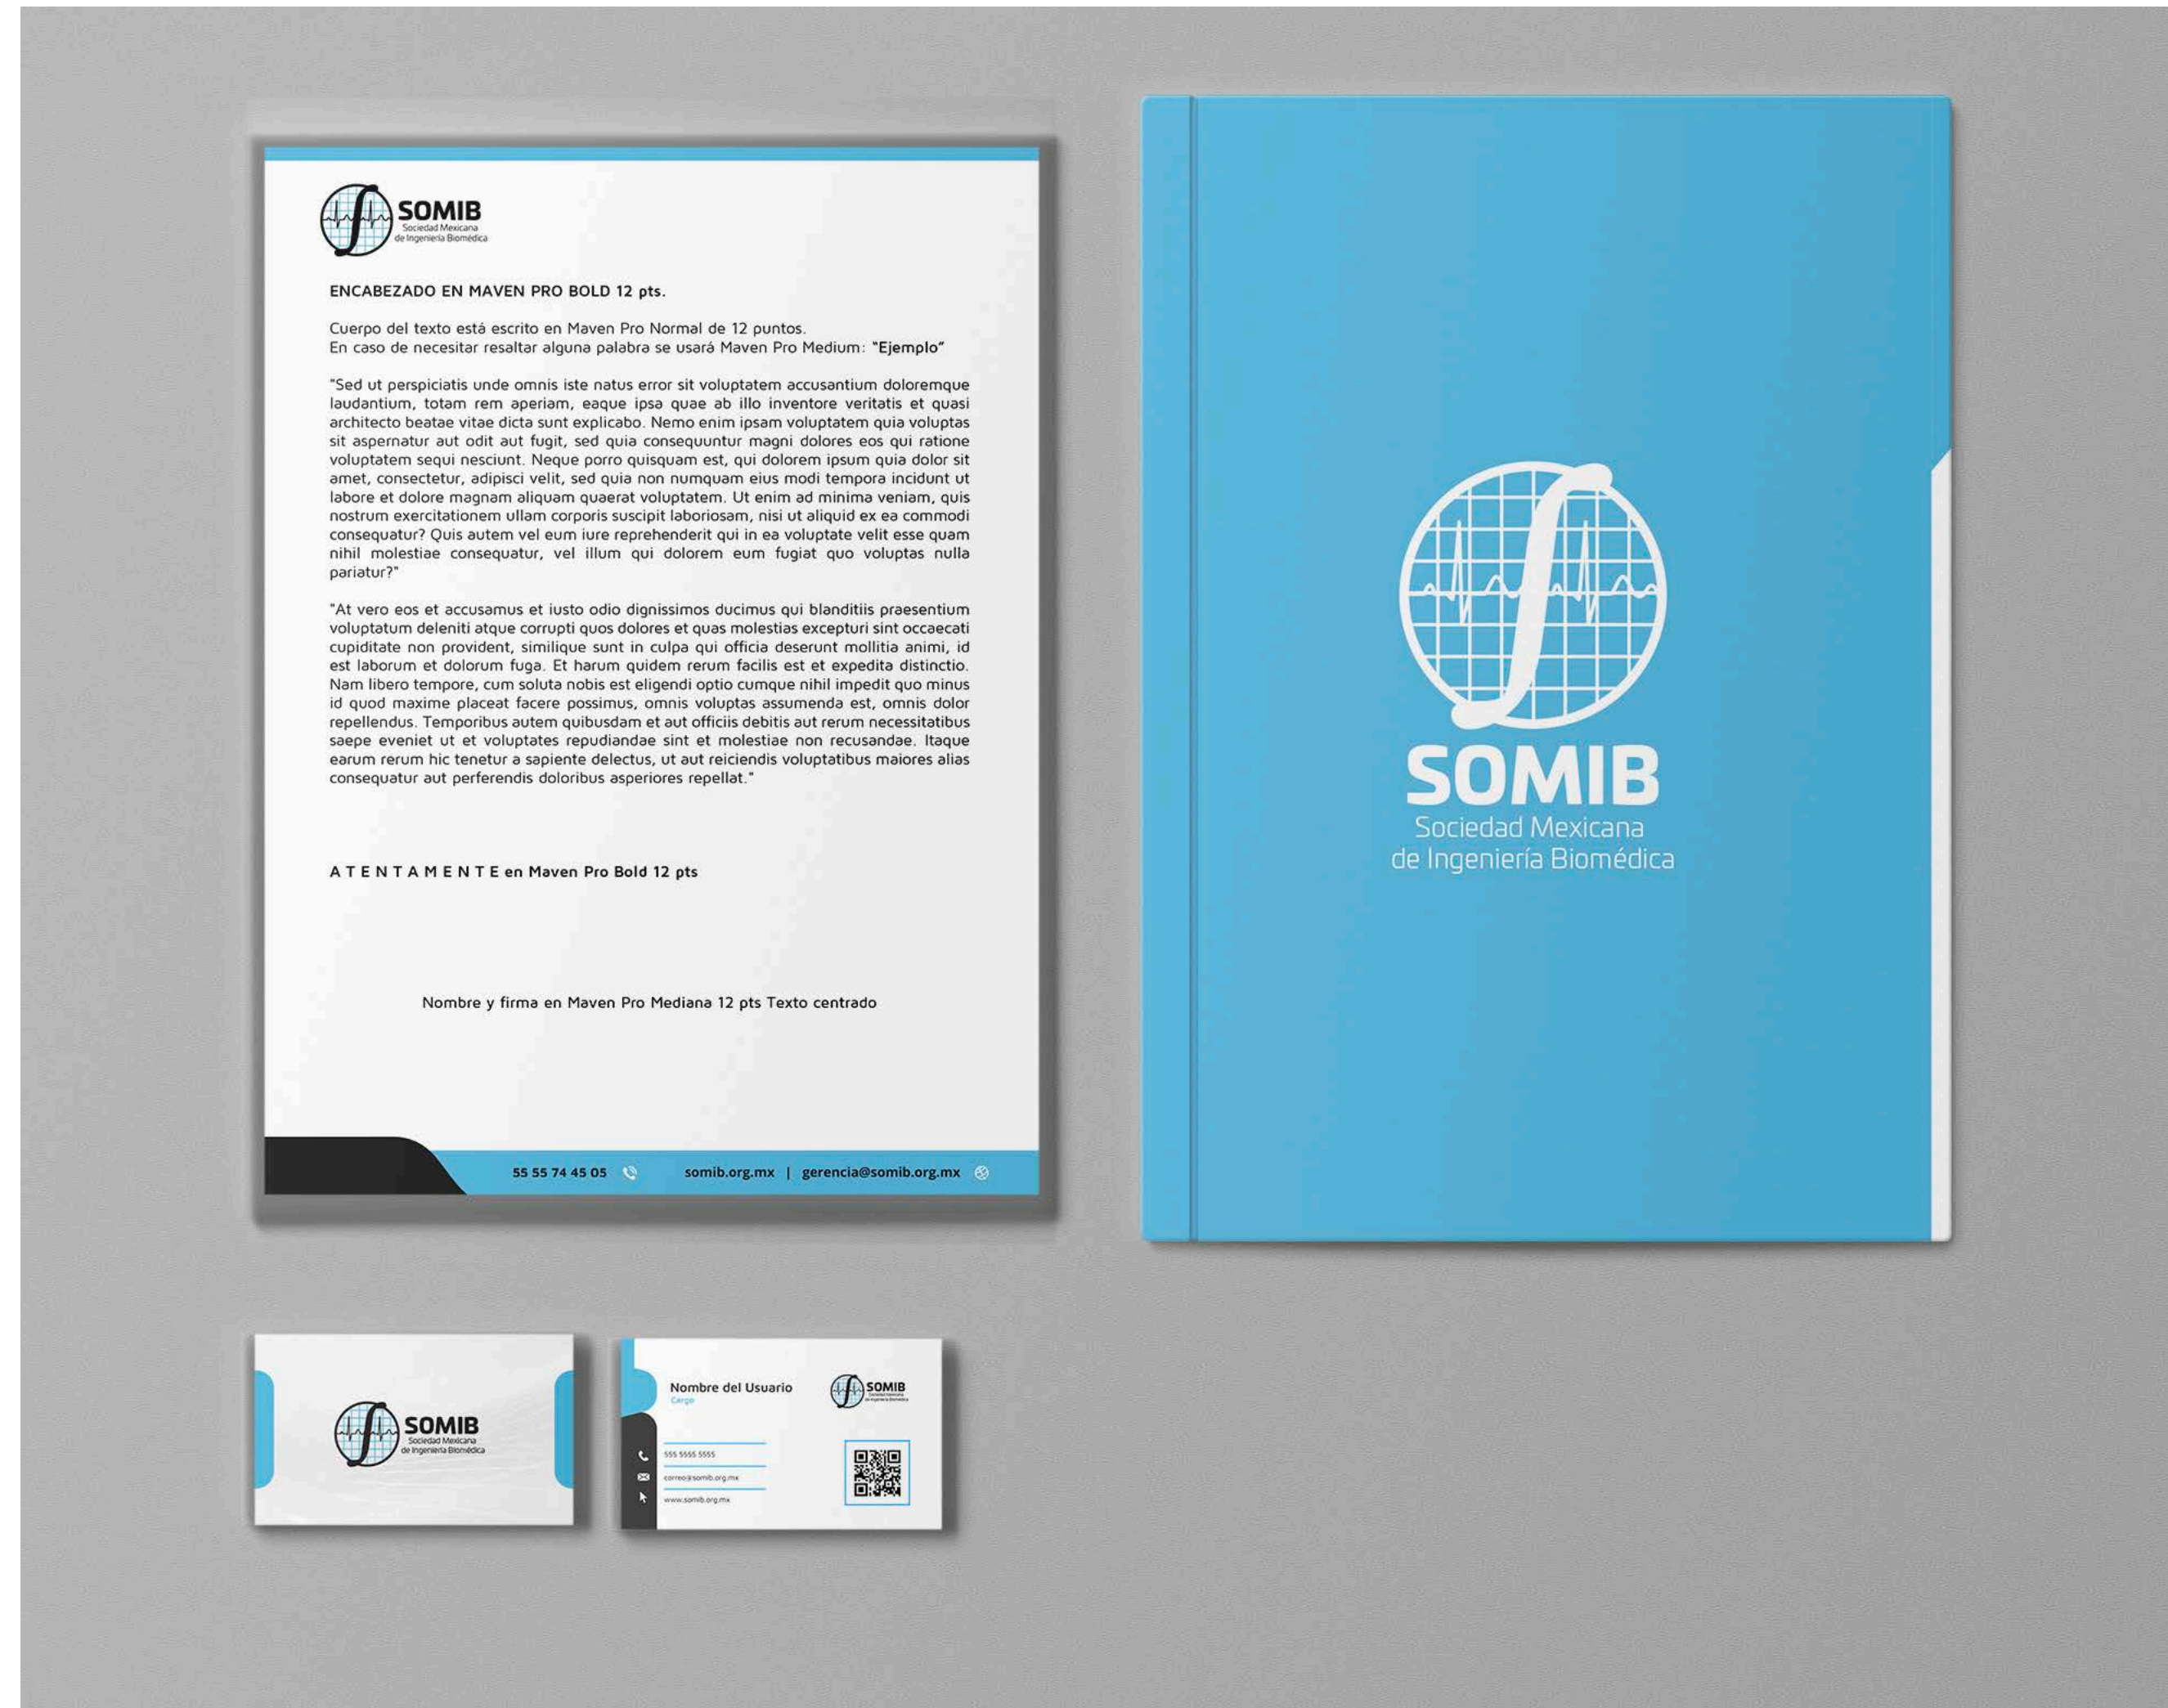 SOMIB
Sociedad Mexicana
de Ingeniería Biomédica
ENCABEZADO EN MAVEN PRO BOLD 12 pts.
Cuerpo del texto está escrito en Maven Pro Normal de 12 puntos.
En caso de necesitar resaltar alguna palabra se usará Maven Pro Medium: "Ejemplo"
"Sed ut perspiciatis unde omnis iste natus error sit voluptatem accusantium doloremque
laudantium, totam rem aperiam, eaque ipsa quae ab illo inventore veritatis et quasi
architecto beatae vitae dicta sunt explicabo. Nemo enim ipsam voluptatem quia voluptas
sit aspernatur aut odit aut fugit, sed quia consequuntur magni dolores eos qui ratione
voluptatem sequi nesciunt. Neque porro quisquam est, qui dolorem ipsum quia dolor sit
amet, consectetur, adipisci velit, sed quia non numquam eius modi tempora incidunt ut
labore et dolore magnam aliquam quaerat voluptatem. Ut enim ad minima veniam, quis
nostrum exercitationem ullam corporis suscipit laboriosam, nisi ut aliquid ex ea commodi
consequatur? Quis autem vel eum iure reprehenderit qui in ea voluptate velit esse quam
nihil molestiae consequatur, vel illum qui dolorem eum fugiat quo voluptas nulla
pariatur?"
"At vero eos et accusamus et iusto odio dignissimos ducimus qui blanditiis praesentium
voluptatum deleniti atque corrupti quos dolores et quas molestias excepturi sint occaecati
cupiditate non provident, similique sunt in culpa qui officia deserunt mollitia animi, id
est laborum et dolorum fuga. Et harum quidem rerum facilis est et expedita distinctio.
Nam libero tempore, cum soluta nobis est eligendi optio cumque nihil impedit quo minus
id quod maxime placeat facere possimus, omnis voluptas assumenda est, omnis dolor
repellendus. Temporibus autem quibusdam et aut officiis debitis aut rerum necessitatibus
saepe eveniet ut et voluptates repudiandae sint et molestiae non recusandae. Itaque
earum rerum hic tenetur a sapiente delectus, ut aut reiciendis voluptatibus maiores alias
consequatur aut perferendis doloribus asperiores repellat."
A T E N T A M E N T E en Maven Pro Bold 12 pts
Nombre y firma en Maven Pro Mediana 12 pts Texto centrado
55 55 74 45 05 somib.org.mx | gerencia@somib.org.mx
SOMIB
Sociedad Mexicana
de Ingeniería Biomédica
SOMIB
Sociedad Mexicana
de Ingeniería Biomédica
Nombre del Usuario
Cargo
555 5555 5555
correo@somib.org.mx
www.somib.org.mx
SOMIB
Sociedad Mexicana
de Ingeniería Biomédica